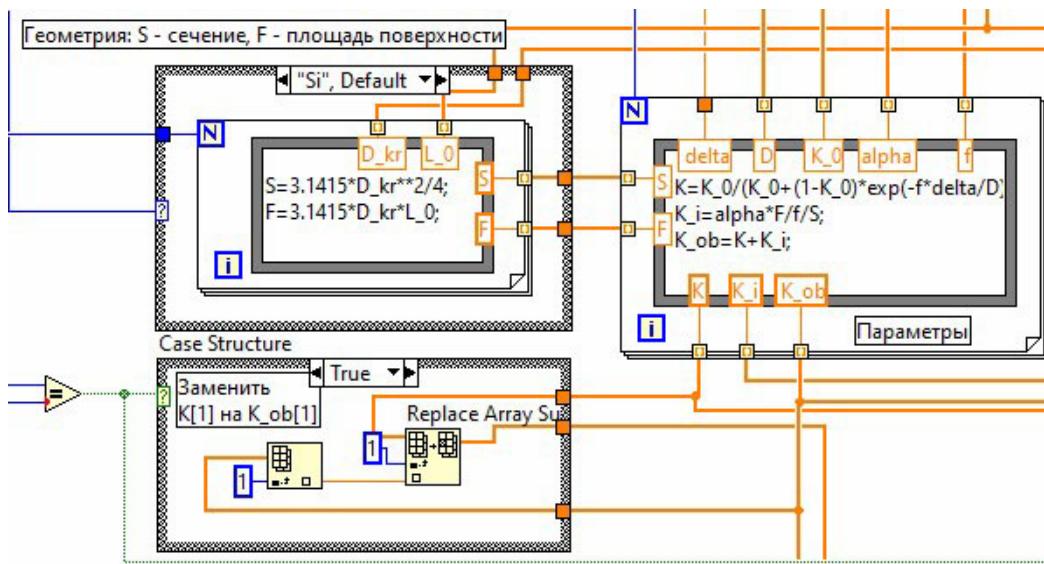 Геометрия: S - сечение, F - площадь поверхности
"Si", Default
N
D_kr
L_0
S=3.1415*D_kr**2/4;
F=3.1415*D_kr*L_0;
S
F
i
N
delta
D
K_0
alpha
f
S
F
K=K_0/(K_0+(1-K_0)*exp(-f*delta/D)
K_i=alpha*F/f/S;
K_ob=K+K_i;
K
K_i
K_ob
i
Параметры
Case Structure
True
Заменить
K[1] на K_ob[1]
Replace Array Su
1
1
=
?
?